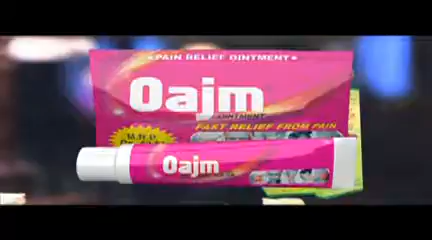 PAIN RELIEF OINTMENT
Oajm
OINTMENT
FAST RELIEF FROM PAIN
M.R.P.
Oajm